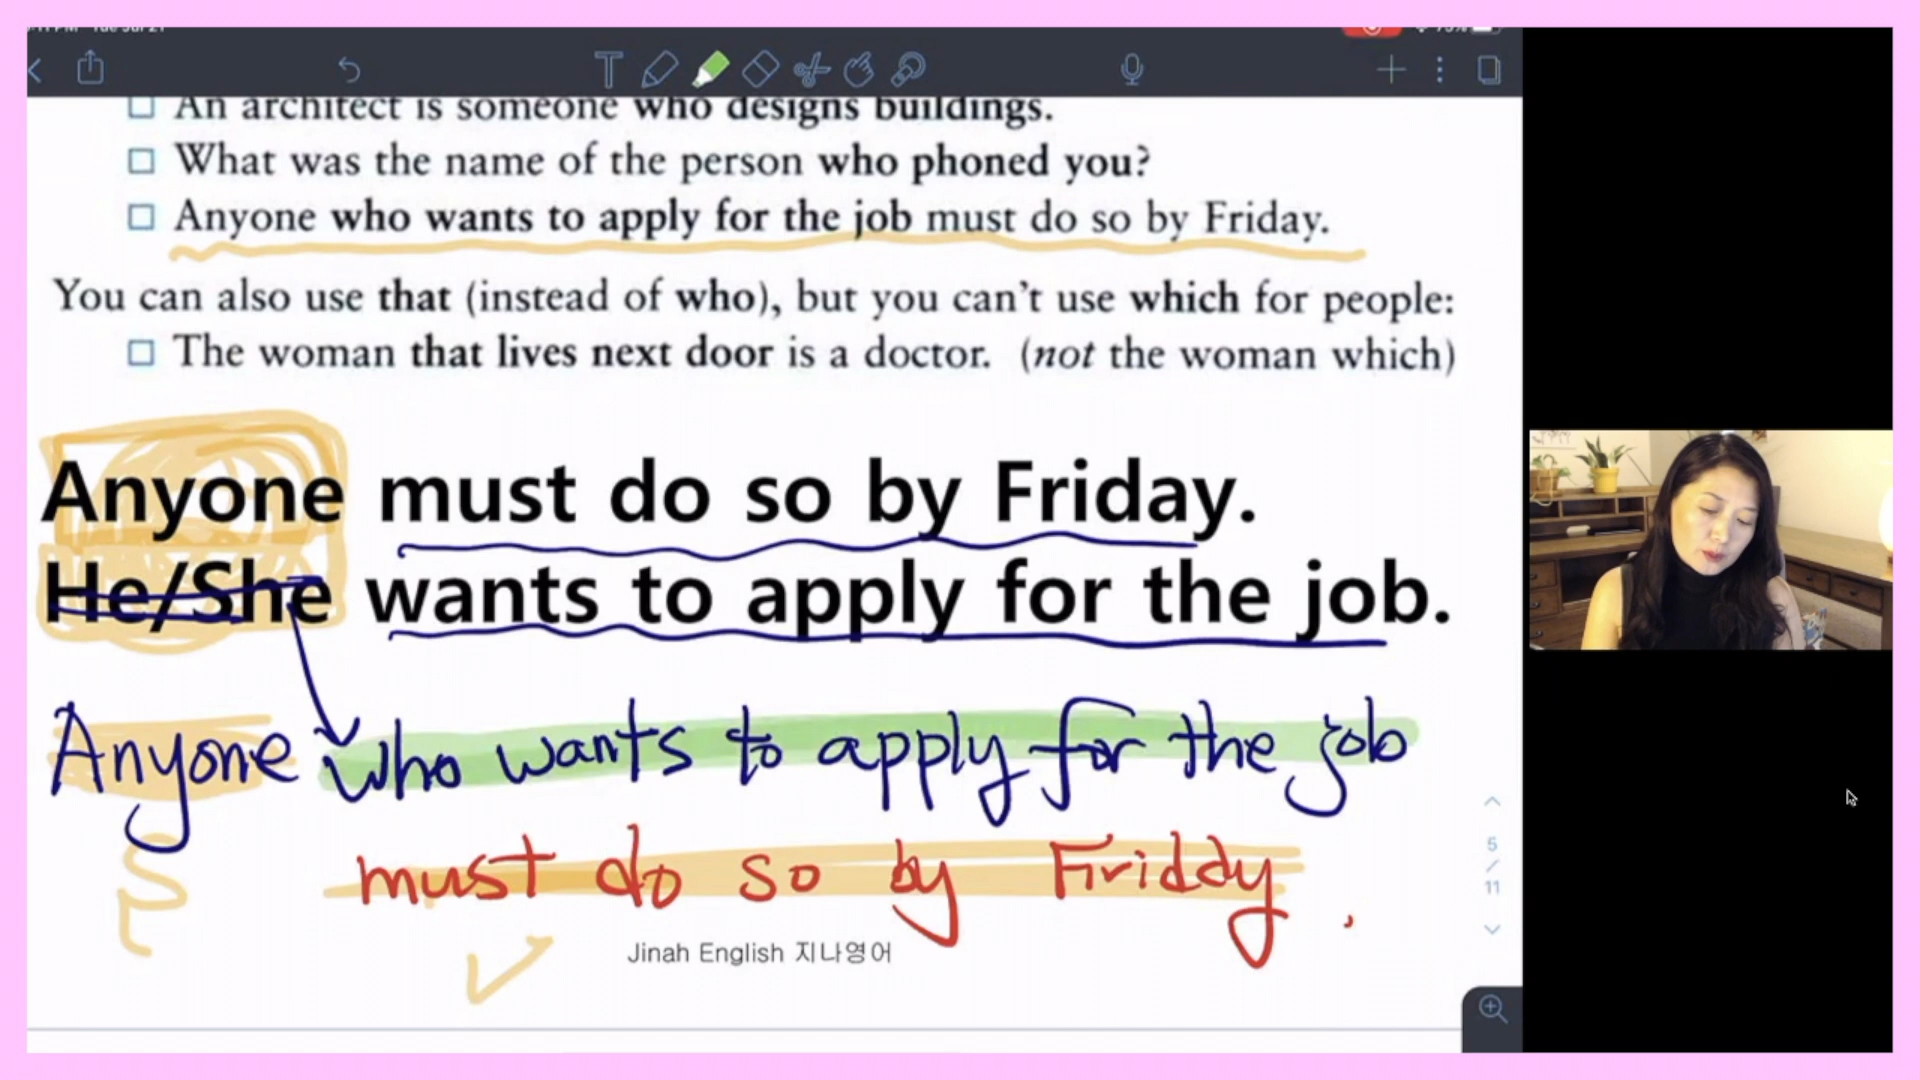 An architect is someone who designs buildings.
What was the name of the person who phoned you?
Anyone who wants to apply for the job must do so by Friday.
You can also use that (instead of who), but you can't use which for people:
The woman that lives next door is a doctor. (not the woman which)
Anyone must do so by Friday.
He/She wants to apply for the job.
Anyone who wants to apply for the job
must do so by Friday.
S
V
Jinah English 지나영어
5
/
11